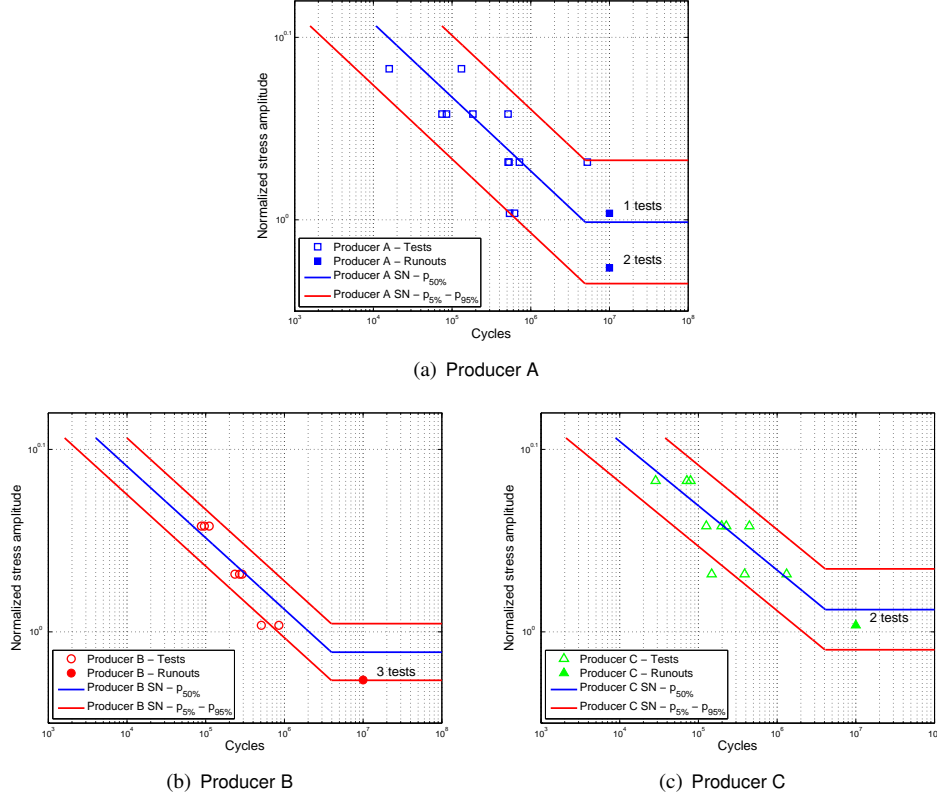 10^0.1
10^0
Normalized stress amplitude
1 tests
2 tests
Producer A − Tests
Producer A − Runouts
Producer A SN − p50%
Producer A SN − p5% − p95%
10^3 10^4 10^5 10^6 10^7 10^8
Cycles
(a) Producer A
10^0.1
10^0
Normalized stress amplitude
3 tests
Producer B − Tests
Producer B − Runouts
Producer B SN − p50%
Producer B SN − p5% − p95%
10^3 10^4 10^5 10^6 10^7 10^8
Cycles
(b) Producer B
10^0.1
10^0
Normalized stress amplitude
2 tests
Producer C − Tests
Producer C − Runouts
Producer C SN − p50%
Producer C SN − p5% − p95%
10^3 10^4 10^5 10^6 10^7 10^8
Cycles
(c) Producer C